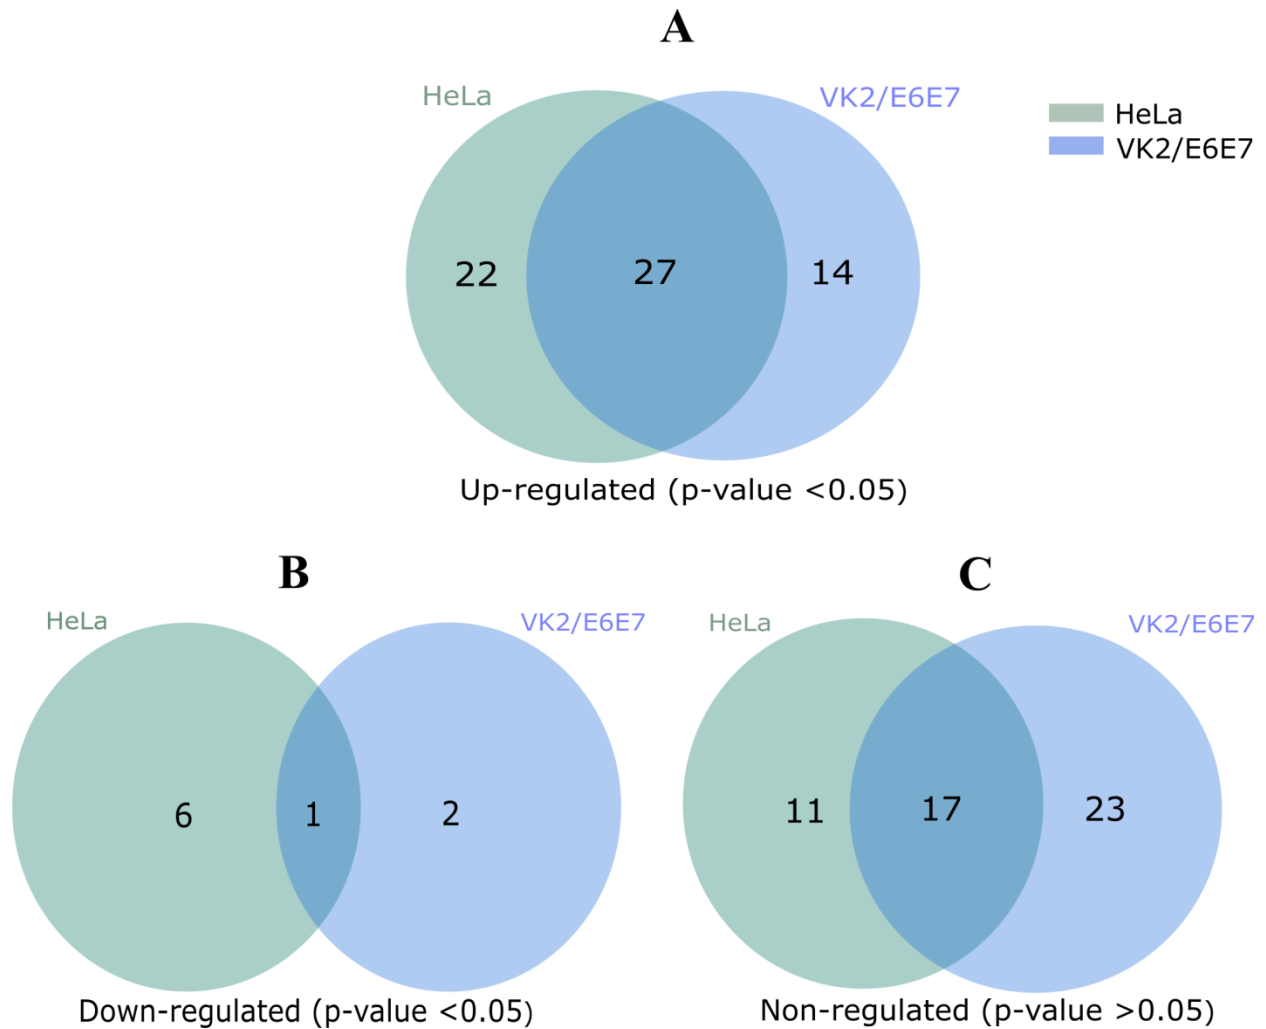 A
HeLa
VK2/E6E7
HeLa
VK2/E6E7
22
27
14
Up-regulated (p-value <0.05)
B
HeLa
VK2/E6E7
6
1
2
Down-regulated (p-value <0.05)
C
HeLa
VK2/E6E7
11
17
23
Non-regulated (p-value >0.05)